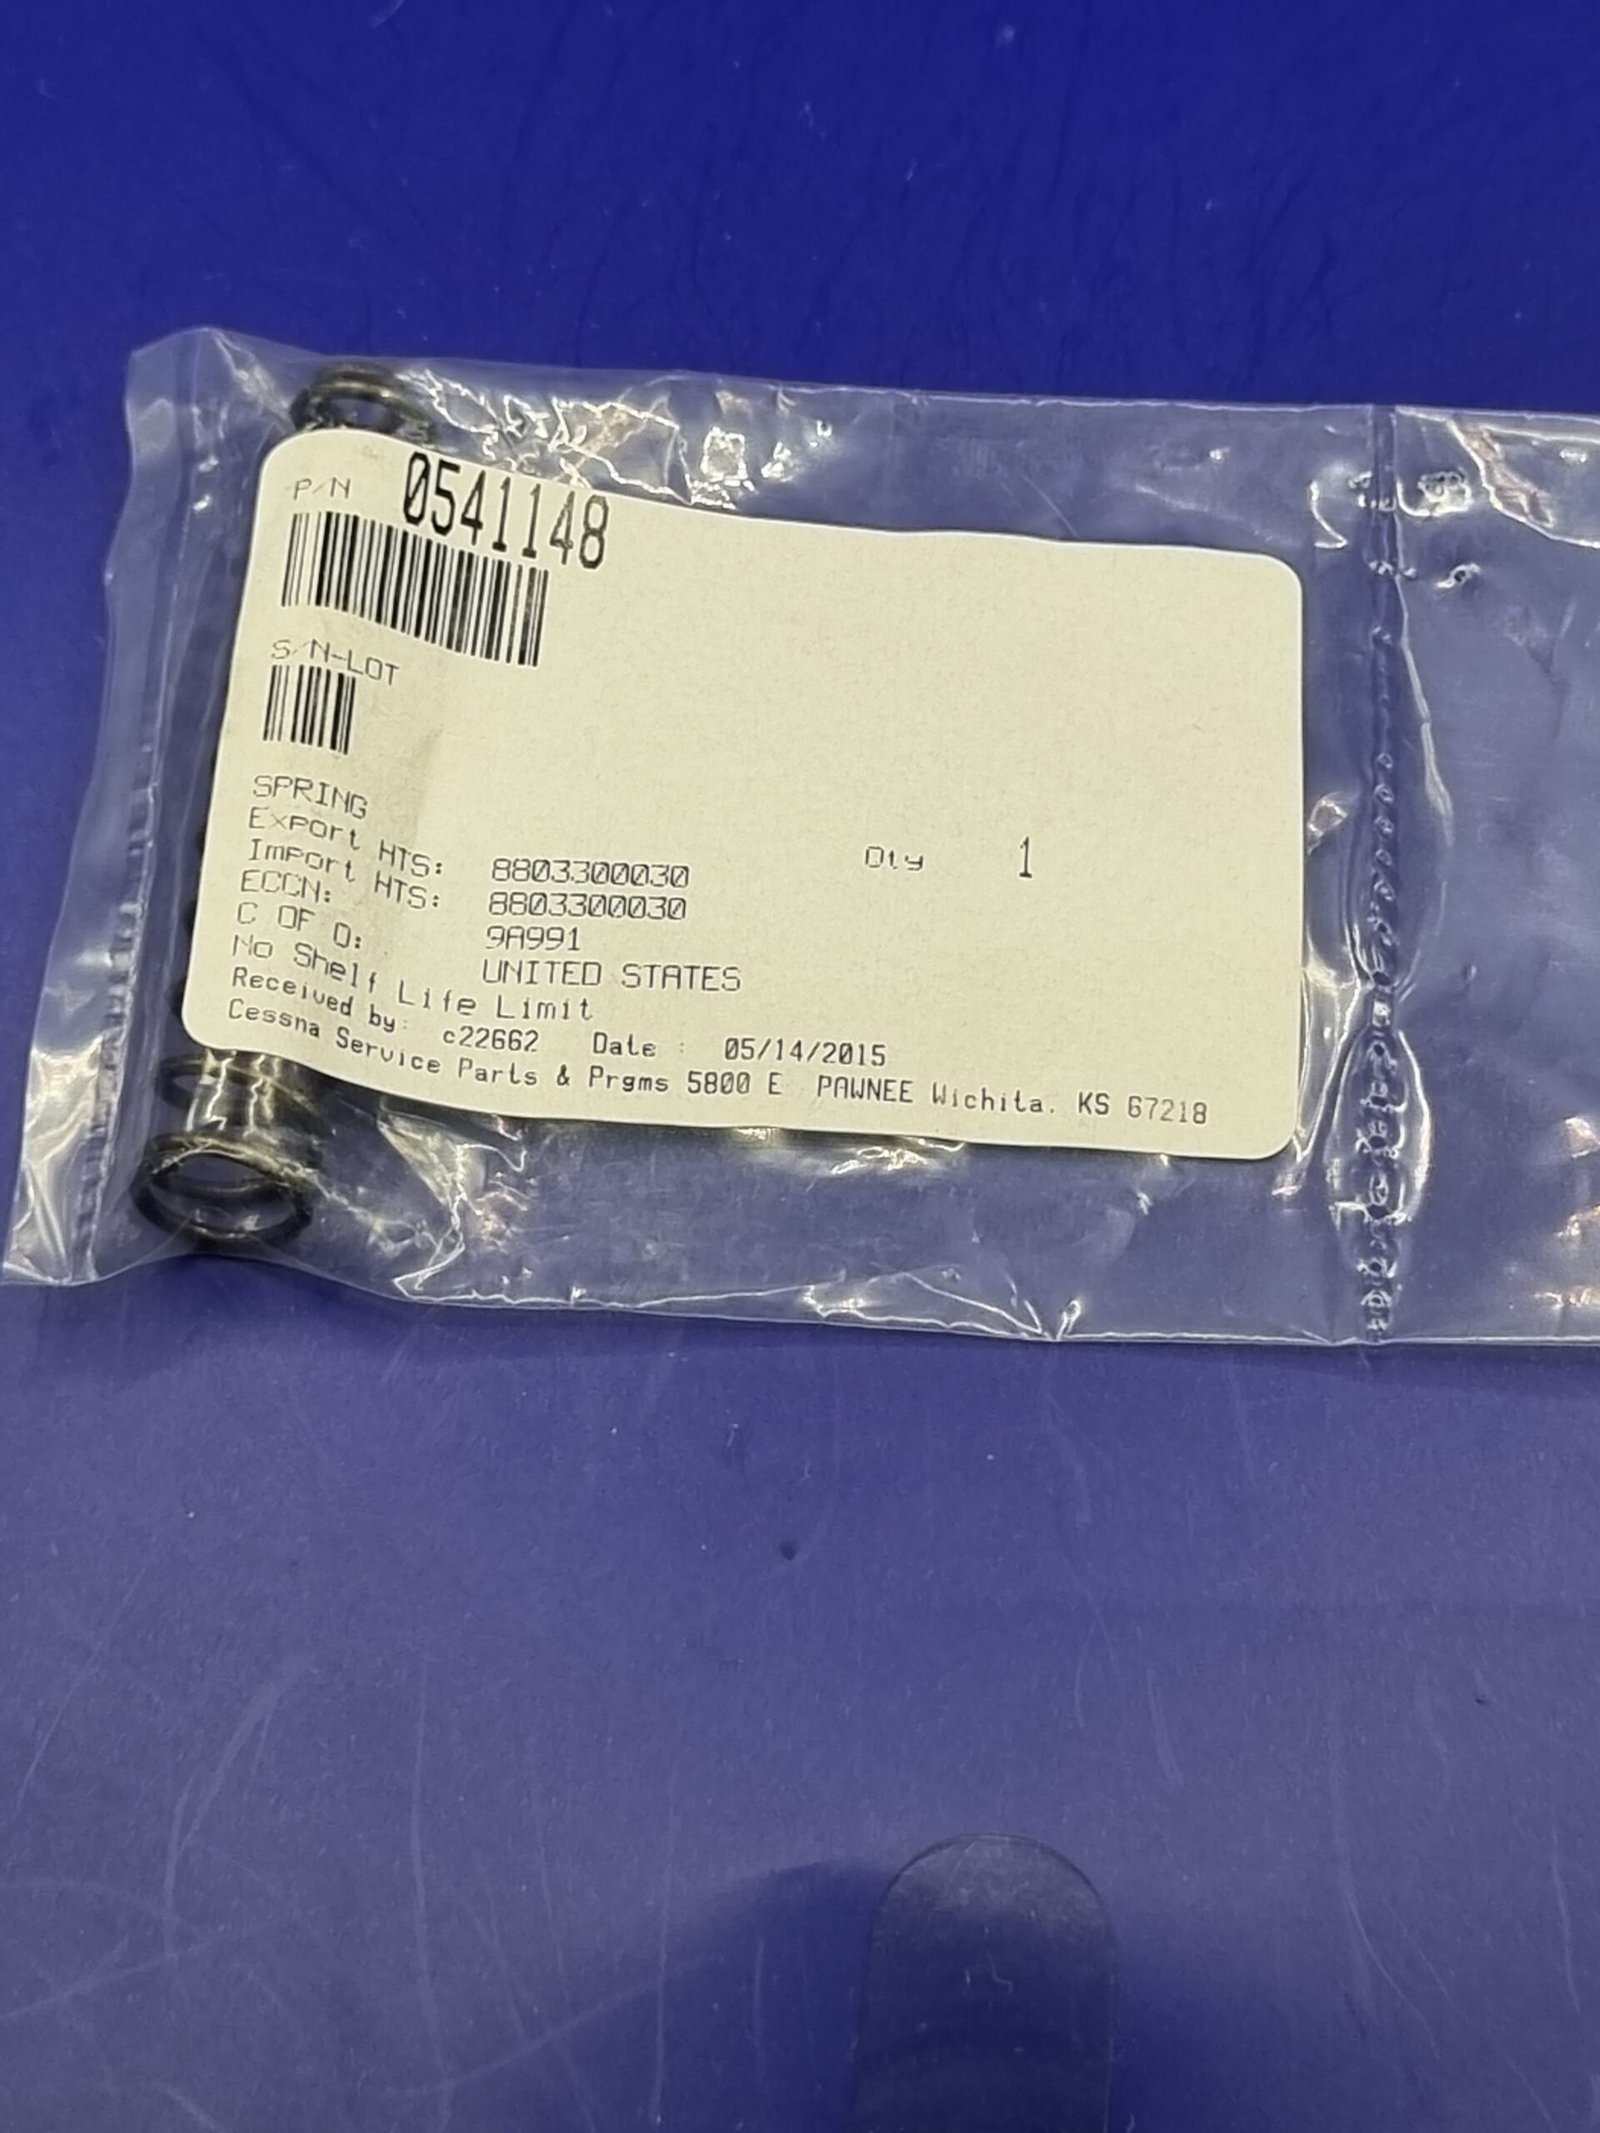 P/N 0541148
S/N-LOT
SPRING
Export HTS: 8803300030 Qty 1
Import HTS: 8803300030
ECCN: 9A991
C OF O: UNITED STATES
No Shelf Life Limit
Received by: c22662 Date : 05/14/2015
Cessna Service Parts & Prgms 5800 E PAWNEE Wichita. KS 67218